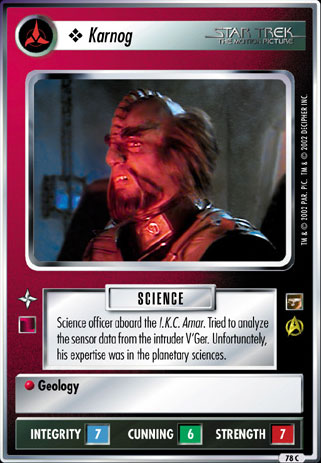 ❖ Karnog
STAR TREK
THE MOTION PICTURE
TM & © 2002 PAR. P.C. TM & © 2002 DECIPHER INC.
SCIENCE
Science officer aboard the I.K.C. Amar. Tried to analyze
the sensor data from the intruder V'Ger. Unfortunately,
his expertise was in the planetary sciences.
Geology
INTEGRITY 7 CUNNING 6 STRENGTH 7
78 C